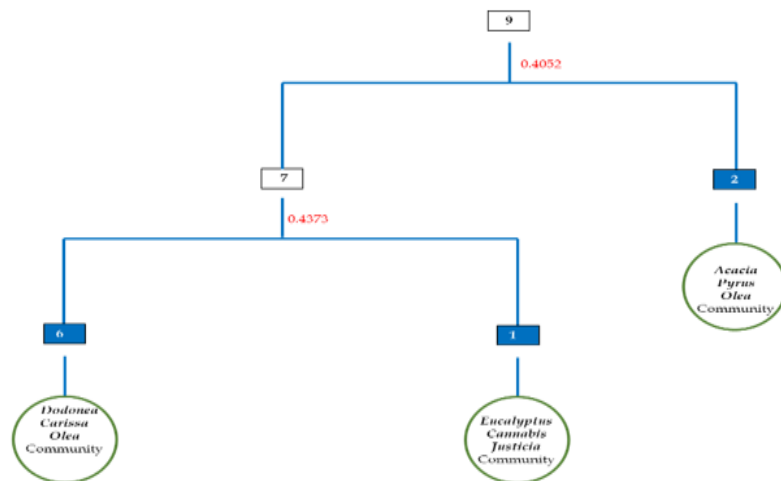 9
0.4052
7
2
0.4373
Acacia
Pyrus
Olea
Community
6
1
Dodonea
Carissa
Olea
Community
Eucalyptus
Cannabis
Justicia
Community